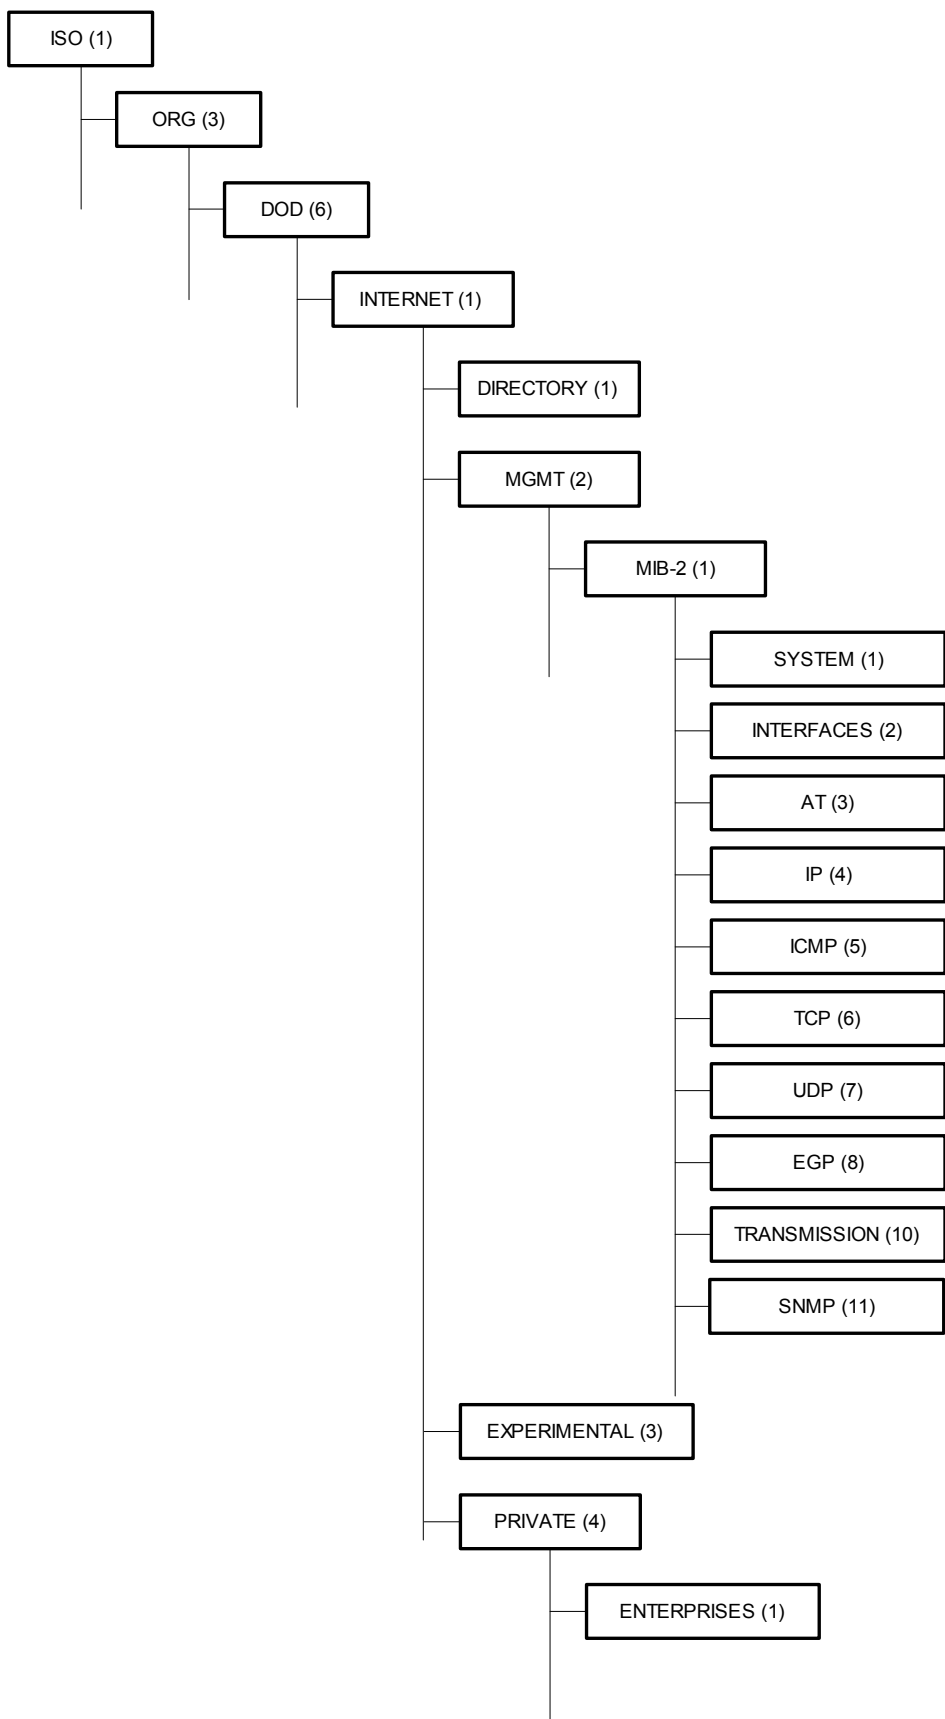 ISO (1)
ORG (3)
DOD (6)
INTERNET (1)
DIRECTORY (1)
MGMT (2)
MIB-2 (1)
SYSTEM (1)
INTERFACES (2)
AT (3)
IP (4)
ICMP (5)
TCP (6)
UDP (7)
EGP (8)
TRANSMISSION (10)
SNMP (11)
EXPERIMENTAL (3)
PRIVATE (4)
ENTERPRISES (1)